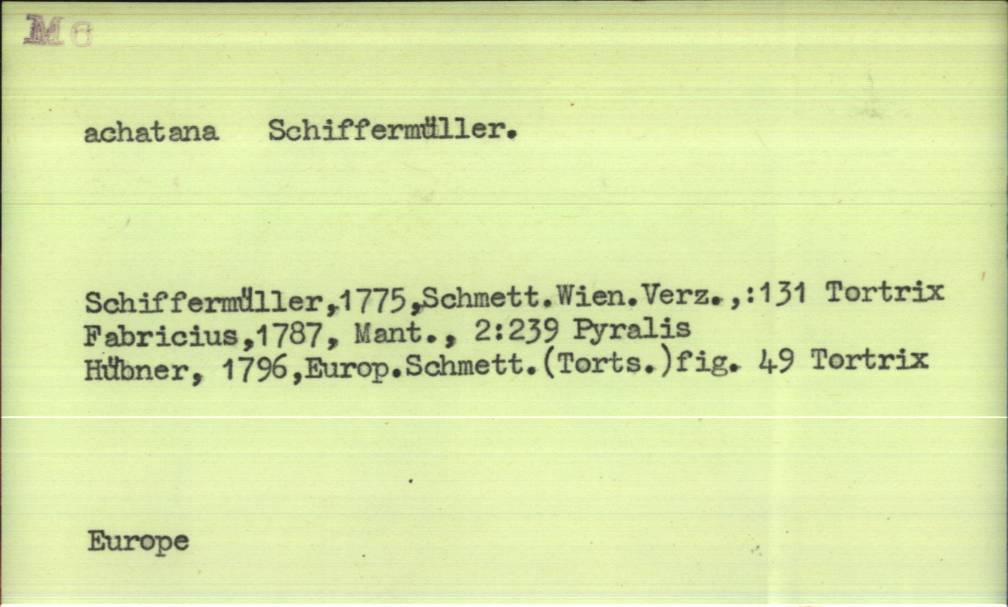 M6
achatana Schiffermüller.
Schiffermüller,1775,Schmett.Wien.Verz.,:131 Tortrix
Fabricius,1787, Mant., 2:239 Pyralis
Hübner, 1796,Europ.Schmett.(Torts.)fig. 49 Tortrix
Europe